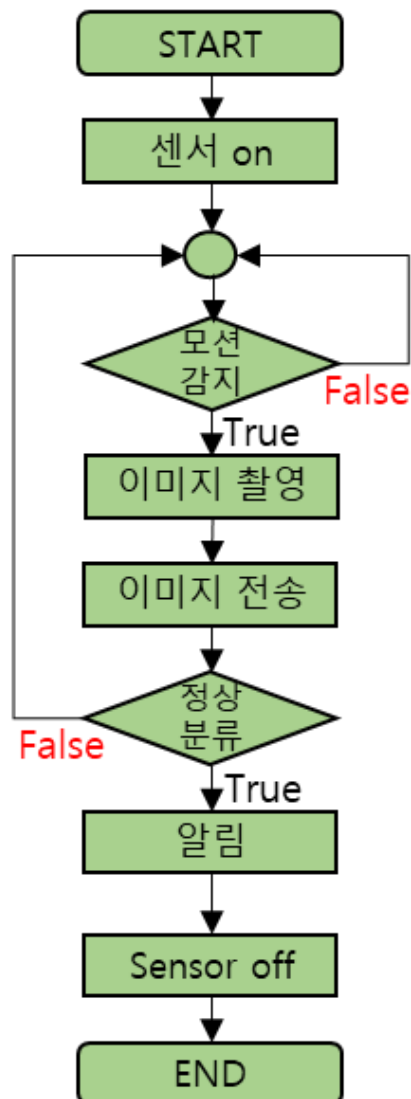 START
센서 on
모션
감지
False
True
이미지 촬영
이미지 전송
정상
분류
False
True
알림
Sensor off
END